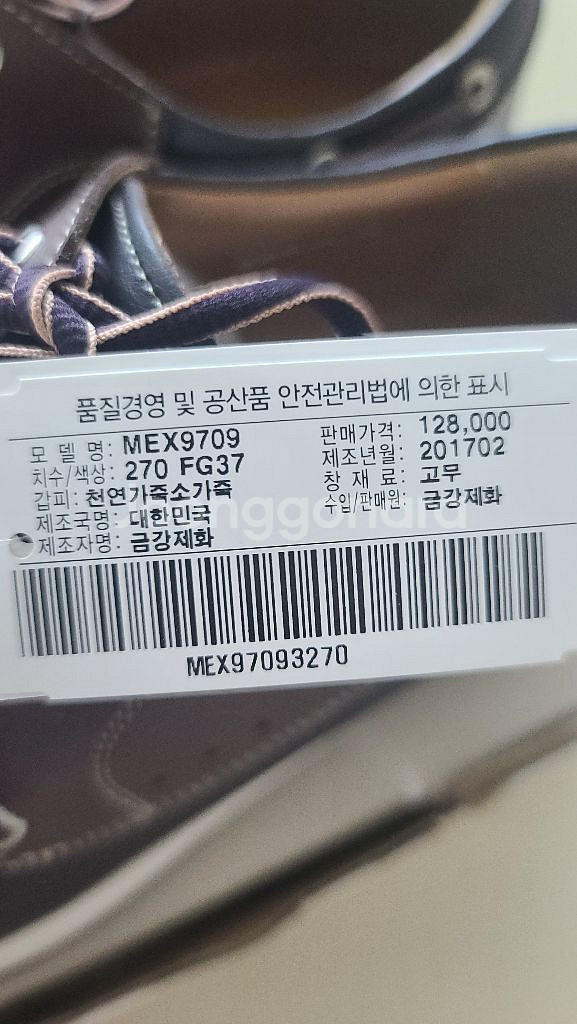 품질경영 및 공산품 안전관리법에 의한 표시
모 델 명: MEX9709
판매가격: 128,000
치수/색상: 270 FG37
제조년월: 201702
갑피: 천연가죽소가죽
창 재 료: 고무
제조국명: 대한민국
수입/판매원: 금강제화
제조자명: 금강제화
MEX97093270